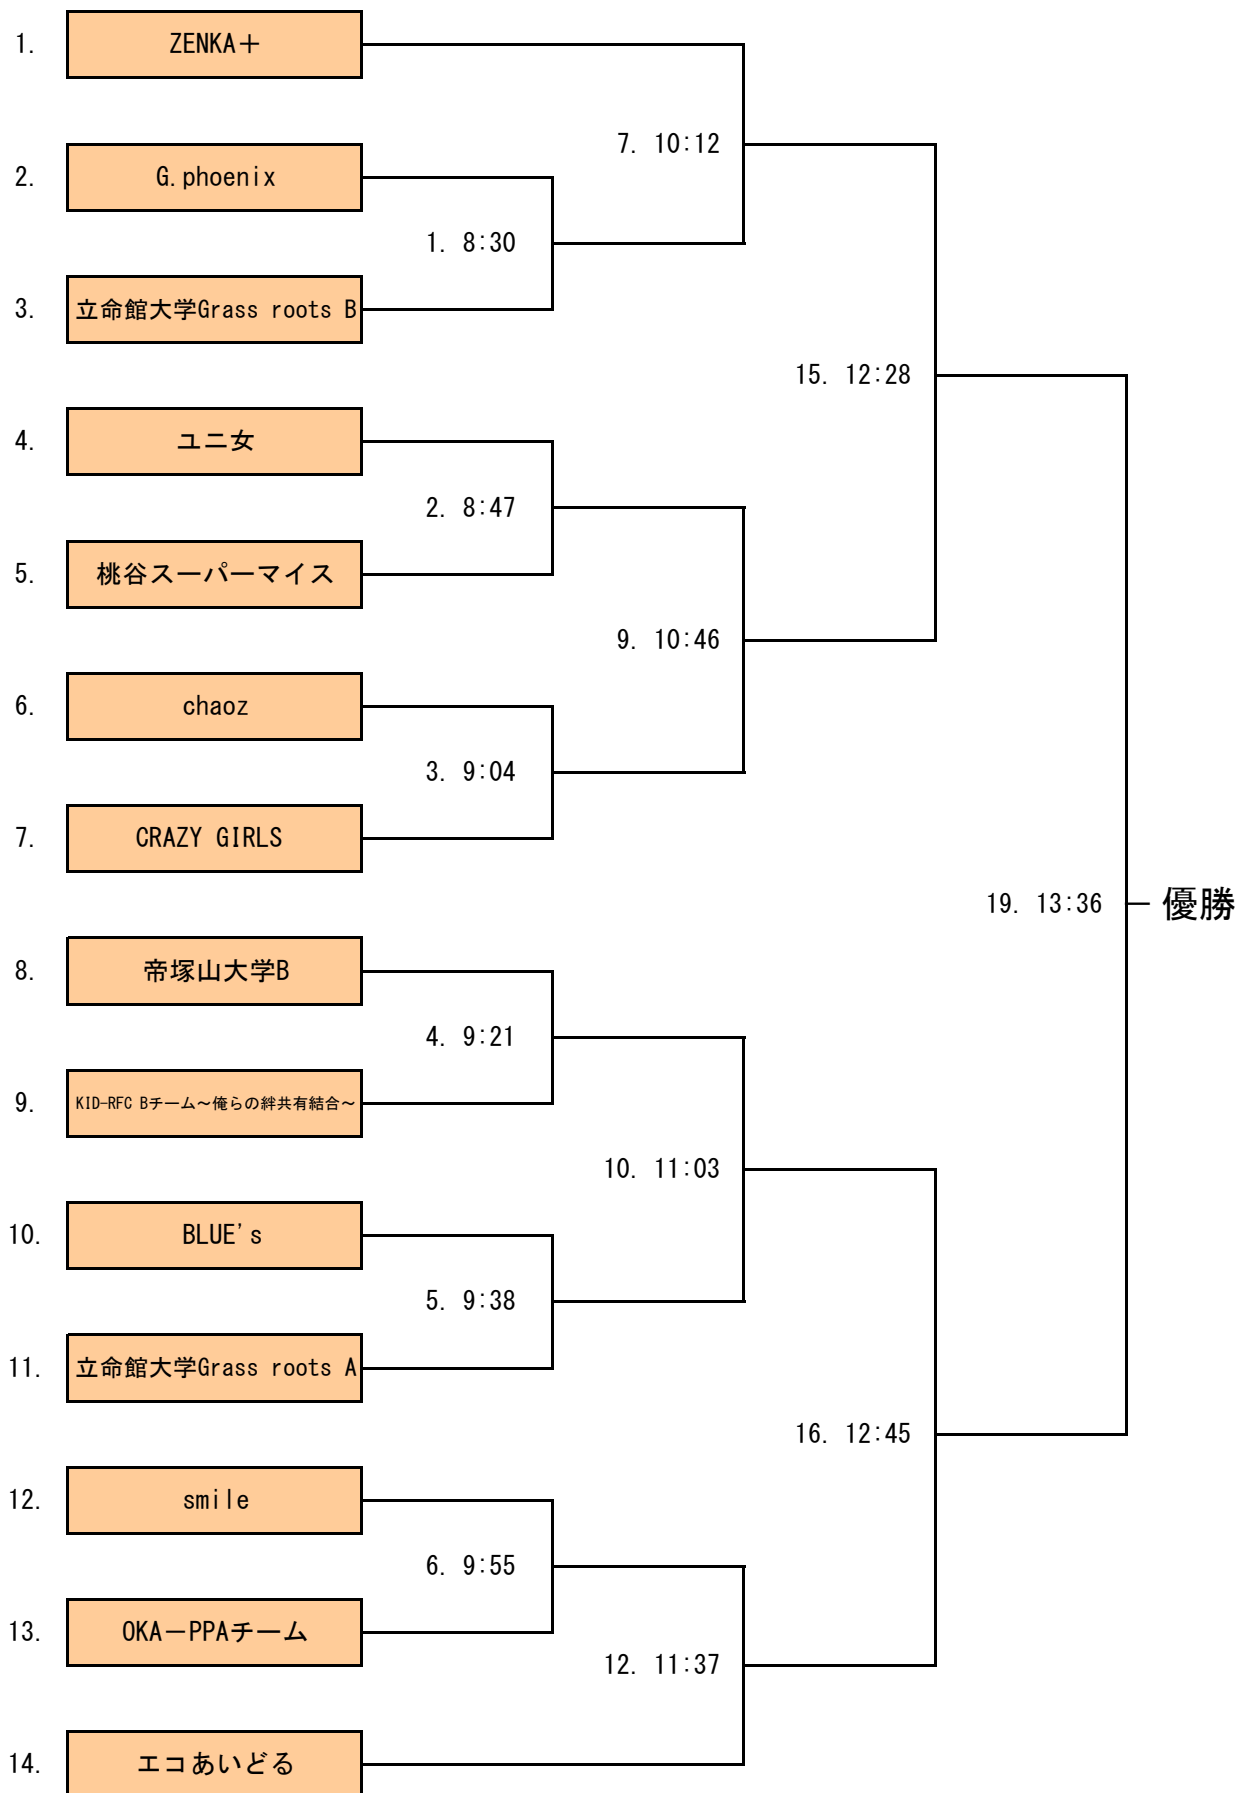 1. ZENKA＋
7. 10:12
2. G.phoenix
1. 8:30
3. 立命館大学Grass roots B
15. 12:28
4. ユニ女
2. 8:47
5. 桃谷スーパーマイス
9. 10:46
6. chaoz
3. 9:04
7. CRAZY GIRLS
19. 13:36 優勝
8. 帝塚山大学B
4. 9:21
9. KID-RFC Bチーム～俺らの絆共有結合～
10. 11:03
10. BLUE's
5. 9:38
11. 立命館大学Grass roots A
16. 12:45
12. smile
6. 9:55
13. OKA－PPAチーム
12. 11:37
14. エコあいどる